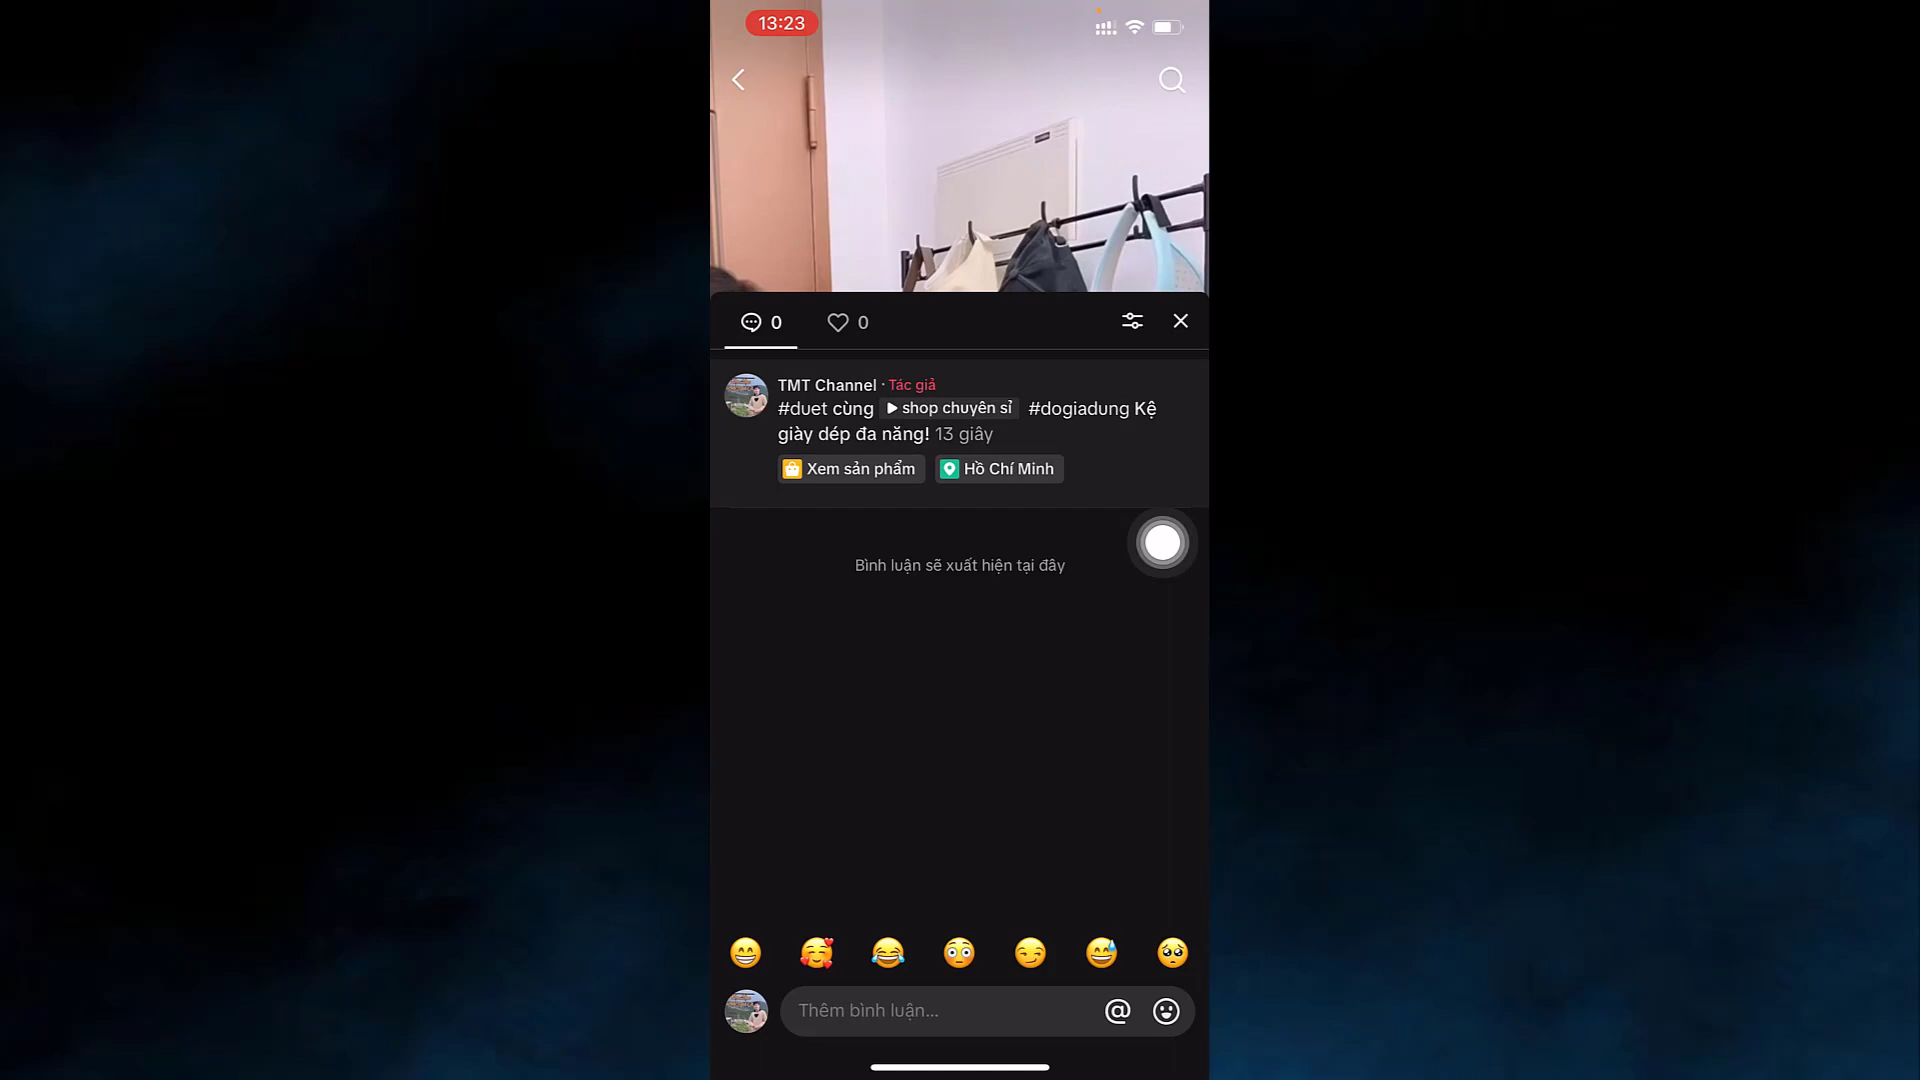 13:23
0
0
TMT Channel · Tác giả
#duet cùng shop chuyên sỉ #dogiadung Kệ
giày dép đa năng! 13 giây
Xem sản phẩm
Hồ Chí Minh
Bình luận sẽ xuất hiện tại đây
Thêm bình luận...
@